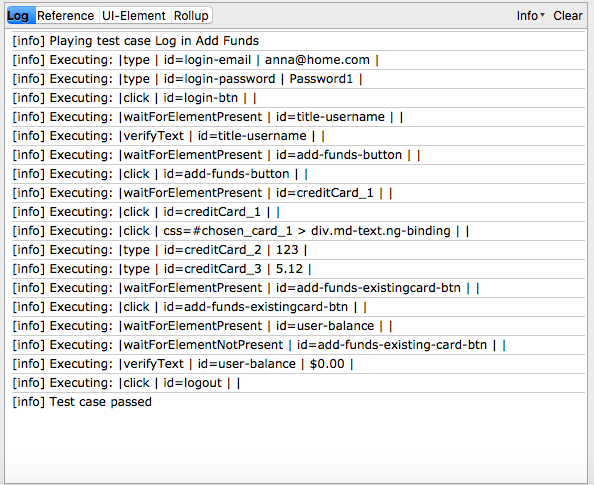 Log Reference UI-Element Rollup Info Clear
[info] Playing test case Log in Add Funds
[info] Executing: |type | id=login-email | anna@home.com |
[info] Executing: |type | id=login-password | Password1 |
[info] Executing: |click | id=login-btn | |
[info] Executing: |waitForElementPresent | id=title-username | |
[info] Executing: |verifyText | id=title-username | |
[info] Executing: |waitForElementPresent | id=add-funds-button | |
[info] Executing: |click | id=add-funds-button | |
[info] Executing: |waitForElementPresent | id=creditCard_1 | |
[info] Executing: |click | id=creditCard_1 | |
[info] Executing: |click | css=#chosen_card_1 > div.md-text.ng-binding | |
[info] Executing: |type | id=creditCard_2 | 123 |
[info] Executing: |type | id=creditCard_3 | 5.12 |
[info] Executing: |waitForElementPresent | id=add-funds-existingcard-btn | |
[info] Executing: |click | id=add-funds-existingcard-btn | |
[info] Executing: |waitForElementPresent | id=user-balance | |
[info] Executing: |waitForElementNotPresent | id=add-funds-existing-card-btn | |
[info] Executing: |verifyText | id=user-balance | $0.00 |
[info] Executing: |click | id=logout | |
[info] Test case passed